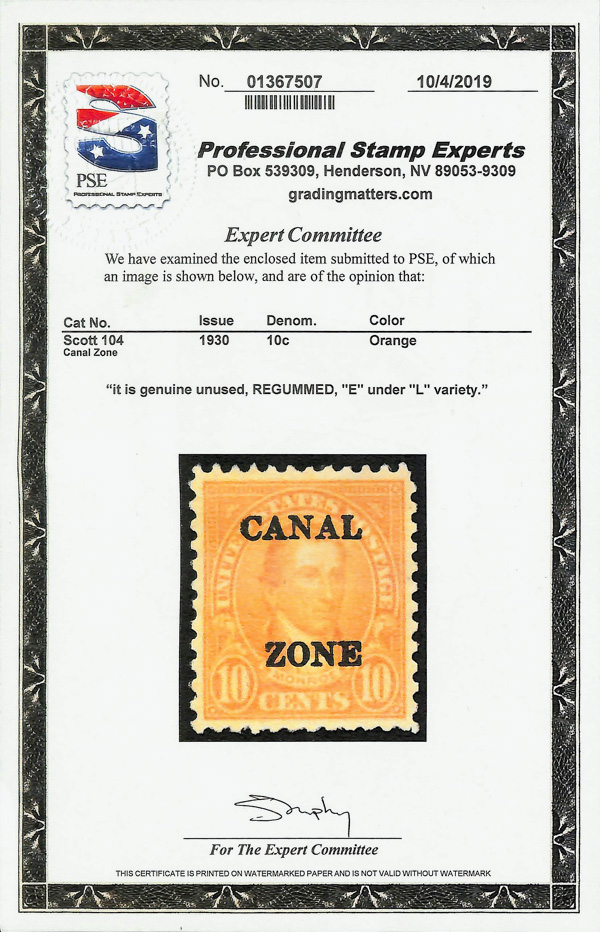 No. 01367507 10/4/2019
S
PSE
PROFESSIONAL STAMP EXPERTS
Professional Stamp Experts
PO Box 539309, Henderson, NV 89053-9309
gradingmatters.com
Expert Committee
We have examined the enclosed item submitted to PSE, of which
an image is shown below, and are of the opinion that:
Cat No. Issue Denom. Color
Scott 104 1930 10c Orange
Canal Zone
“it is genuine unused, REGUMMED, "E" under "L" variety.”
UNITED STATES POSTAGE
CANAL
ZONE
MONROE
10 CENTS 10
For The Expert Committee
THIS CERTIFICATE IS PRINTED ON WATERMARKED PAPER AND IS NOT VALID WITHOUT WATERMARK